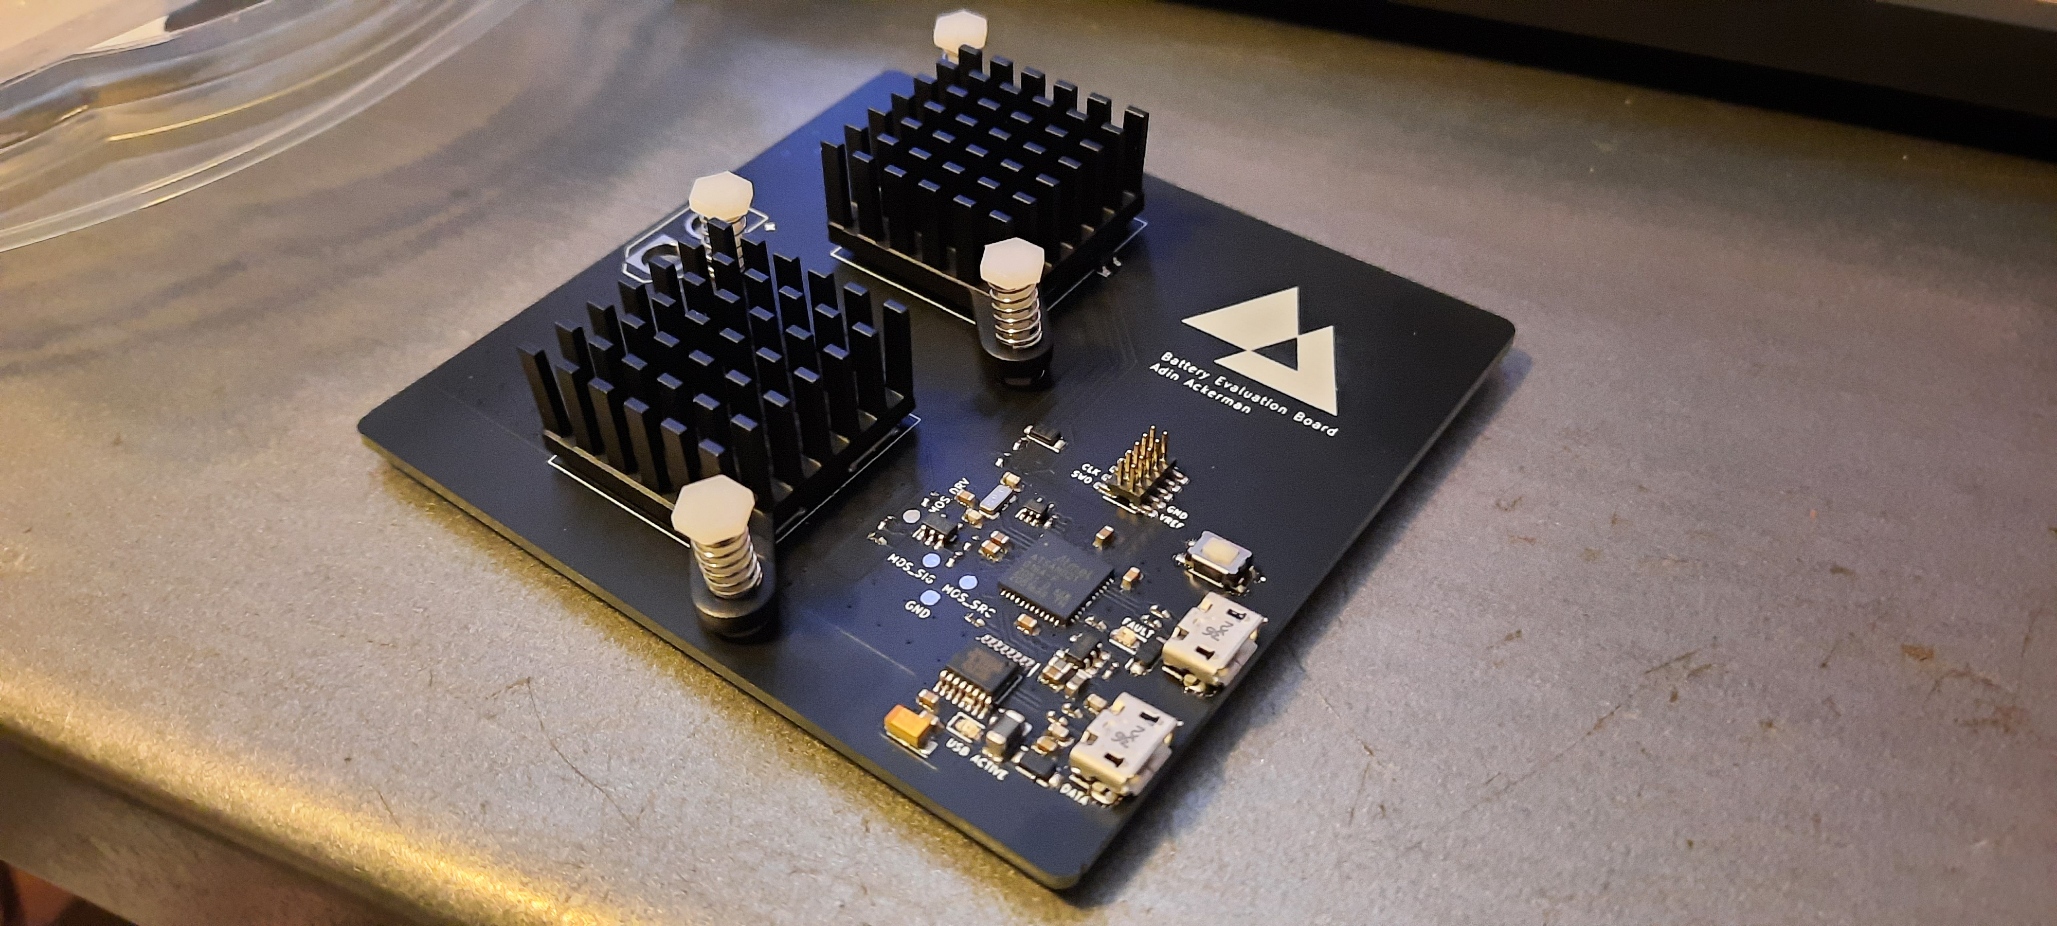 Battery Evaluation Board
Adin Ackerman
CLK
SWO
GND
VREF
MOS_DRV
MOS_SIG
MOS_SRC
GND
FAULT
USB ACTIVE
DATA